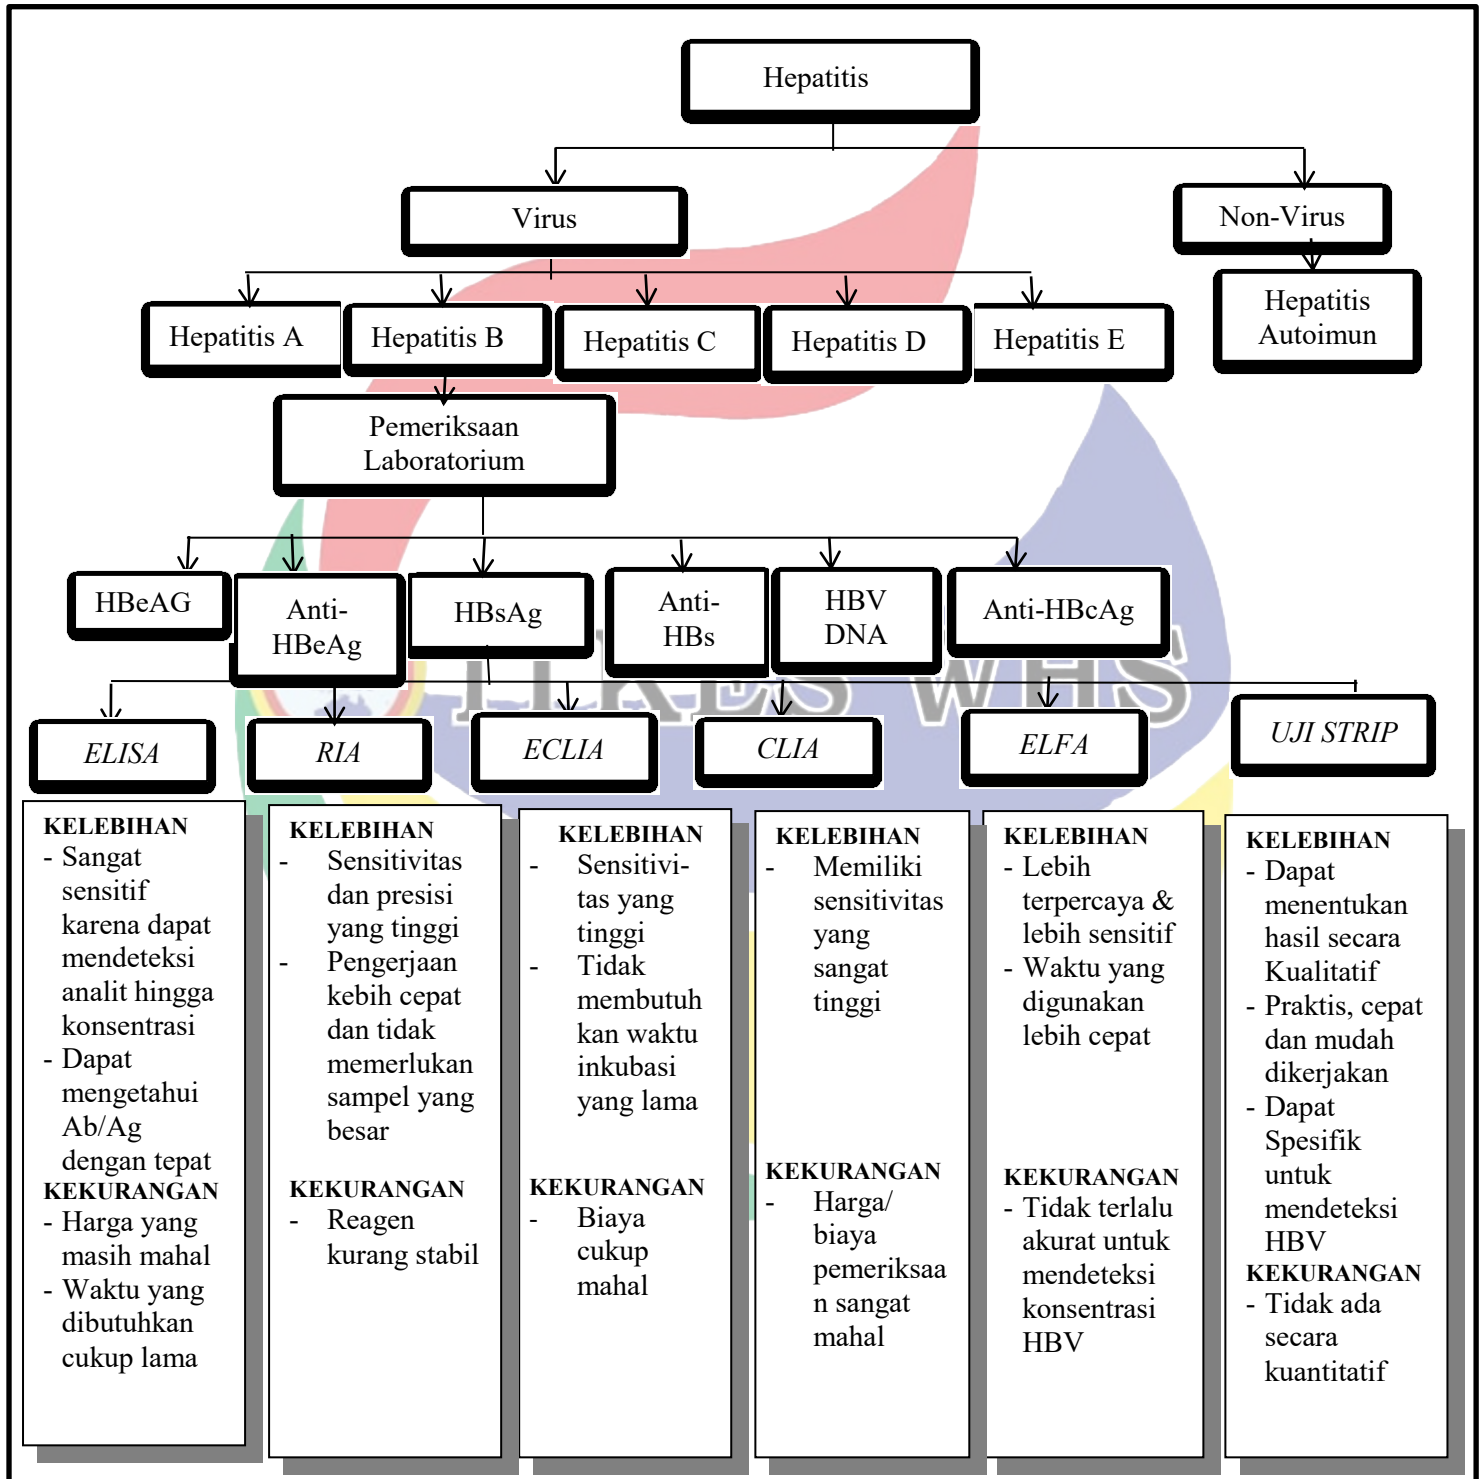 Hepatitis
Virus
Non-Virus
Hepatitis A
Hepatitis B
Hepatitis C
Hepatitis D
Hepatitis E
Hepatitis
Autoimun
Pemeriksaan
Laboratorium
HBeAG
Anti-
HBeAg
HBsAg
Anti-
HBs
HBV
DNA
Anti-HBcAg
WHS
ELISA
RIA
ECLIA
CLIA
ELFA
UJI STRIP
KELEBIHAN
- Sangat
sensitif
karena dapat
mendeteksi
analit hingga
konsentrasi
- Dapat
mengetahui
Ab/Ag
dengan tepat
KEKURANGAN
- Harga yang
masih mahal
- Waktu yang
dibutuhkan
cukup lama
KELEBIHAN
- Sensitivitas
dan presisi
yang tinggi
- Pengerjaan
kebih cepat
dan tidak
memerlukan
sampel yang
besar
KEKURANGAN
- Reagen
kurang stabil
KELEBIHAN
- Sensitivi-
tas yang
tinggi
- Tidak
membutuh
kan waktu
inkubasi
yang lama
KEKURANGAN
- Biaya
cukup
mahal
KELEBIHAN
- Memiliki
sensitivitas
yang
sangat
tinggi
KEKURANGAN
- Harga/
biaya
pemeriksaa
n sangat
mahal
KELEBIHAN
- Lebih
terpercaya &
lebih sensitif
- Waktu yang
digunakan
lebih cepat
KEKURANGAN
- Tidak terlalu
akurat untuk
mendeteksi
konsentrasi
HBV
KELEBIHAN
- Dapat
menentukan
hasil secara
Kualitatif
- Praktis, cepat
dan mudah
dikerjakan
- Dapat
Spesifik
untuk
mendeteksi
HBV
KEKURANGAN
- Tidak ada
secara
kuantitatif